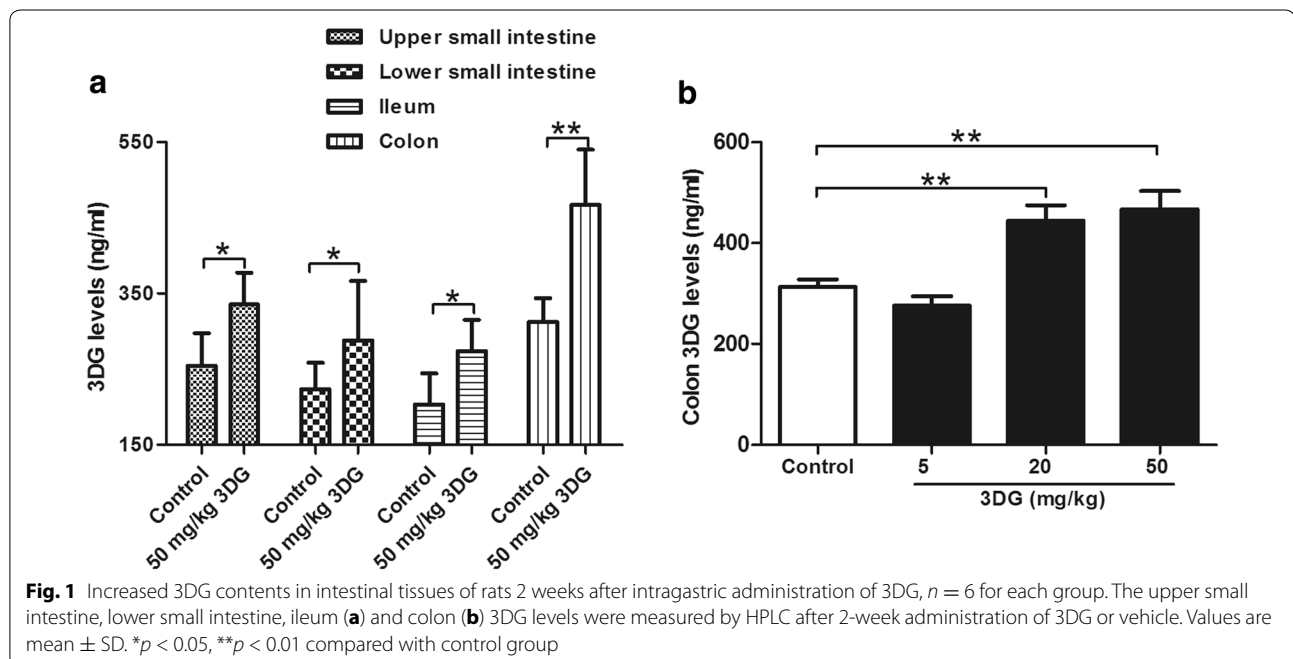 a
Upper small intestine
Lower small intestine
Ileum
Colon
3DG levels (ng/ml)
550
350
150
*
*
*
**
Control
50 mg/kg 3DG
Control
50 mg/kg 3DG
Control
50 mg/kg 3DG
Control
50 mg/kg 3DG
b
Colon 3DG levels (ng/ml)
600
400
200
0
**
**
Control
5
20
50
3DG (mg/kg)
Fig. 1 Increased 3DG contents in intestinal tissues of rats 2 weeks after intragastric administration of 3DG, n = 6 for each group. The upper small
intestine, lower small intestine, ileum (a) and colon (b) 3DG levels were measured by HPLC after 2-week administration of 3DG or vehicle. Values are
mean ± SD. *p < 0.05, **p < 0.01 compared with control group